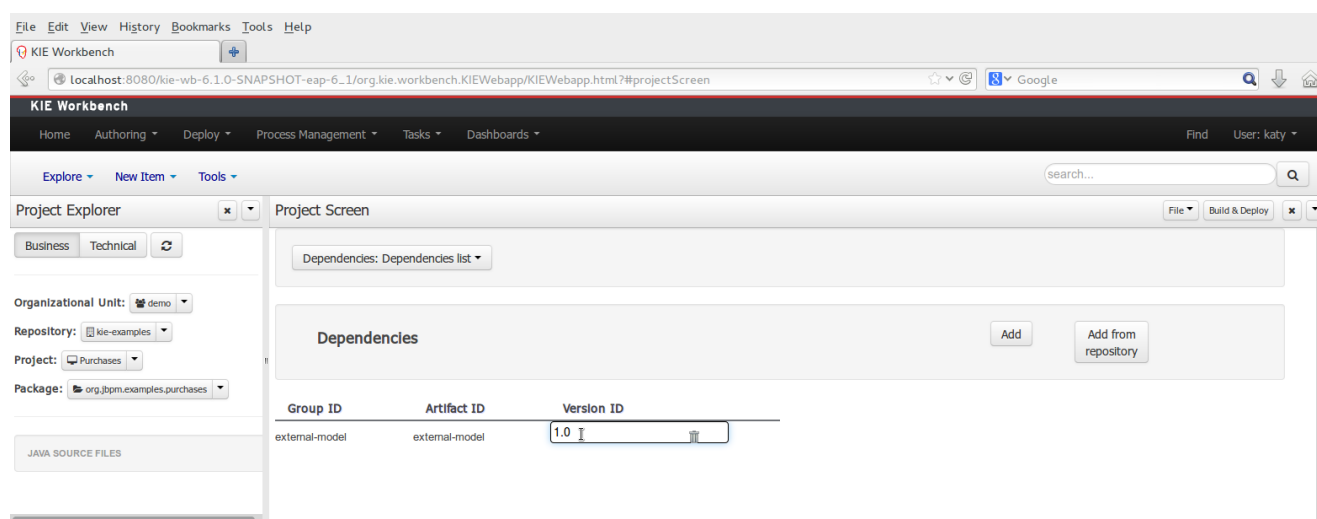 File Edit View History Bookmarks Tools Help
KIE Workbench
localhost:8080/kie-wb-6.1.0-SNAPSHOT-eap-6_1/org.kie.workbench.KIEWebapp/KIEWebapp.html?#projectScreen
Google
KIE Workbench
Home Authoring Deploy Process Management Tasks Dashboards Find User: katy
Explore New Item Tools search...
Project Explorer
Project Screen File Build & Deploy
Business Technical
Dependencies: Dependencies list
Organizational Unit: demo
Repository: kie-examples
Project: Purchases
Package: org.jbpm.examples.purchases
JAVA SOURCE FILES
Dependencies
Add
Add from
repository
Group ID Artifact ID Version ID
external-model external-model 1.0